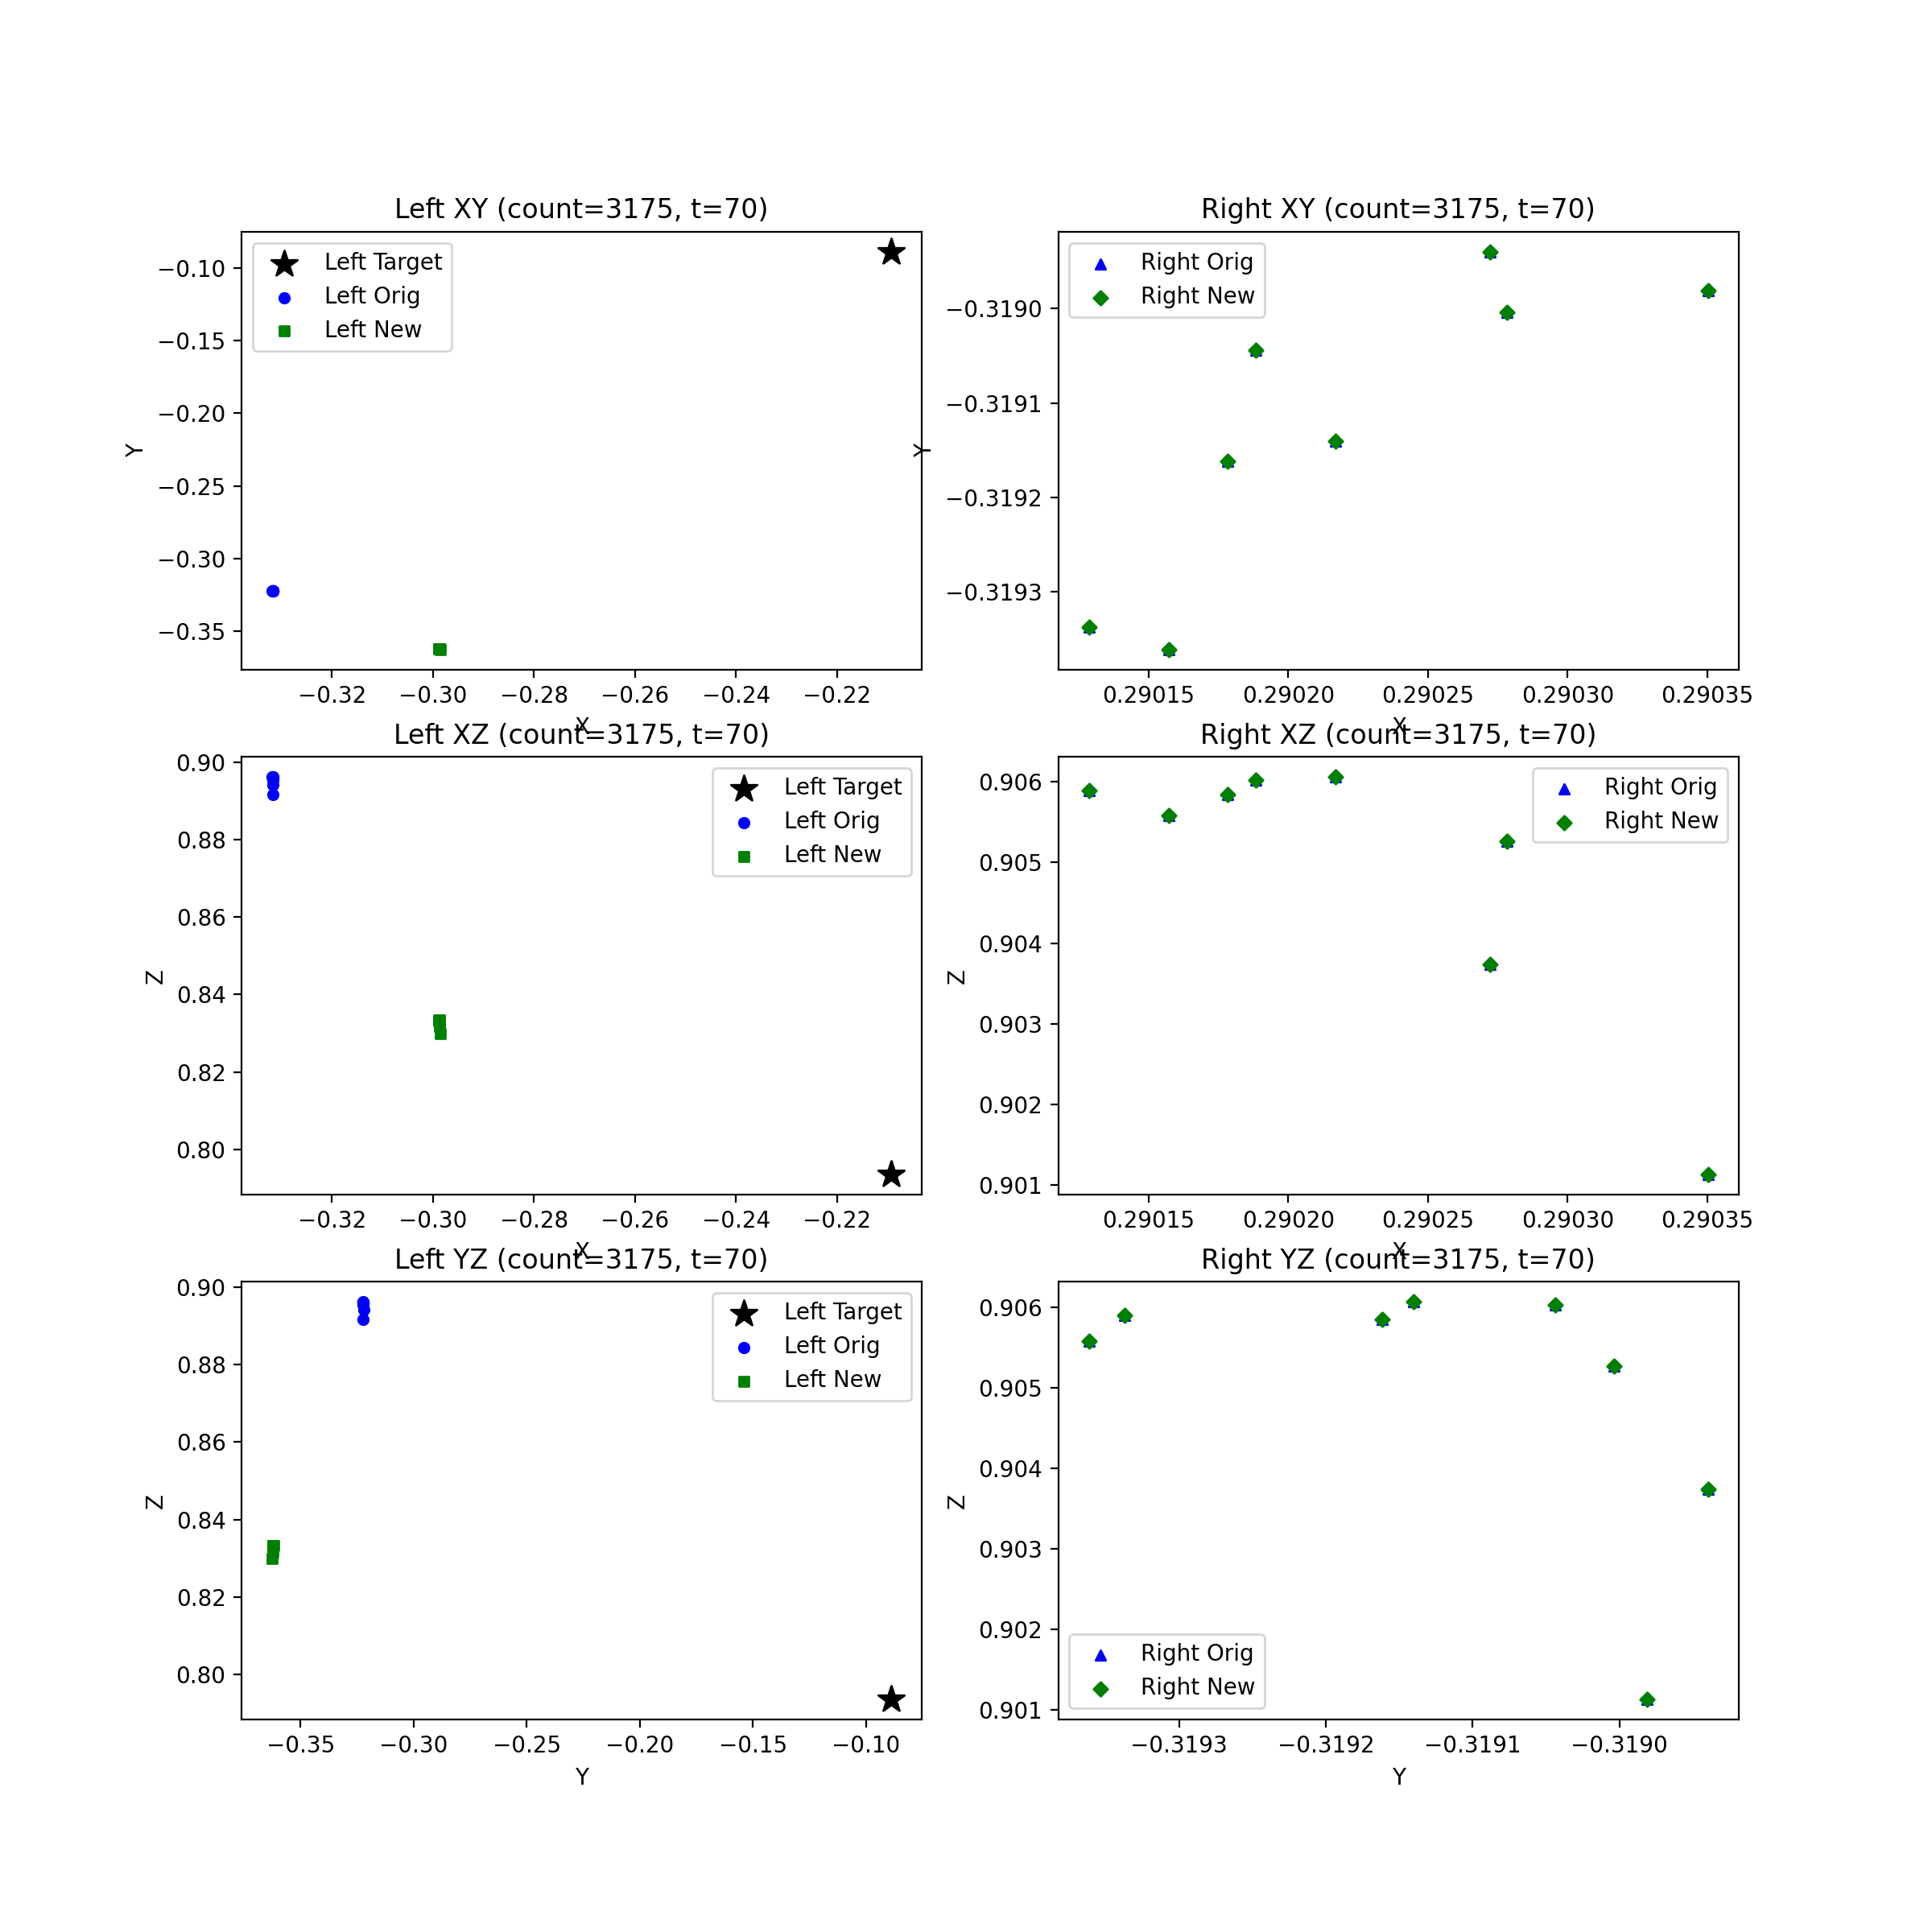 Left XY (count=3175, t=70)
Left Target
Left Orig
Left New
−0.10
−0.15
−0.20
−0.25
−0.30
−0.35
Y
−0.32 −0.30 −0.28 −0.26 −0.24 −0.22
X
Right XY (count=3175, t=70)
Right Orig
Right New
−0.3190
−0.3191
−0.3192
−0.3193
Y
0.29015 0.29020 0.29025 0.29030 0.29035
X
Left XZ (count=3175, t=70)
Left Target
Left Orig
Left New
0.90
0.88
0.86
0.84
0.82
0.80
Z
−0.32 −0.30 −0.28 −0.26 −0.24 −0.22
X
Right XZ (count=3175, t=70)
Right Orig
Right New
0.906
0.905
0.904
0.903
0.902
0.901
Z
0.29015 0.29020 0.29025 0.29030 0.29035
X
Left YZ (count=3175, t=70)
Left Target
Left Orig
Left New
0.90
0.88
0.86
0.84
0.82
0.80
Z
−0.35 −0.30 −0.25 −0.20 −0.15 −0.10
Y
Right YZ (count=3175, t=70)
0.906
0.905
0.904
0.903
0.902
0.901
Z
Right Orig
Right New
−0.3193 −0.3192 −0.3191 −0.3190
Y